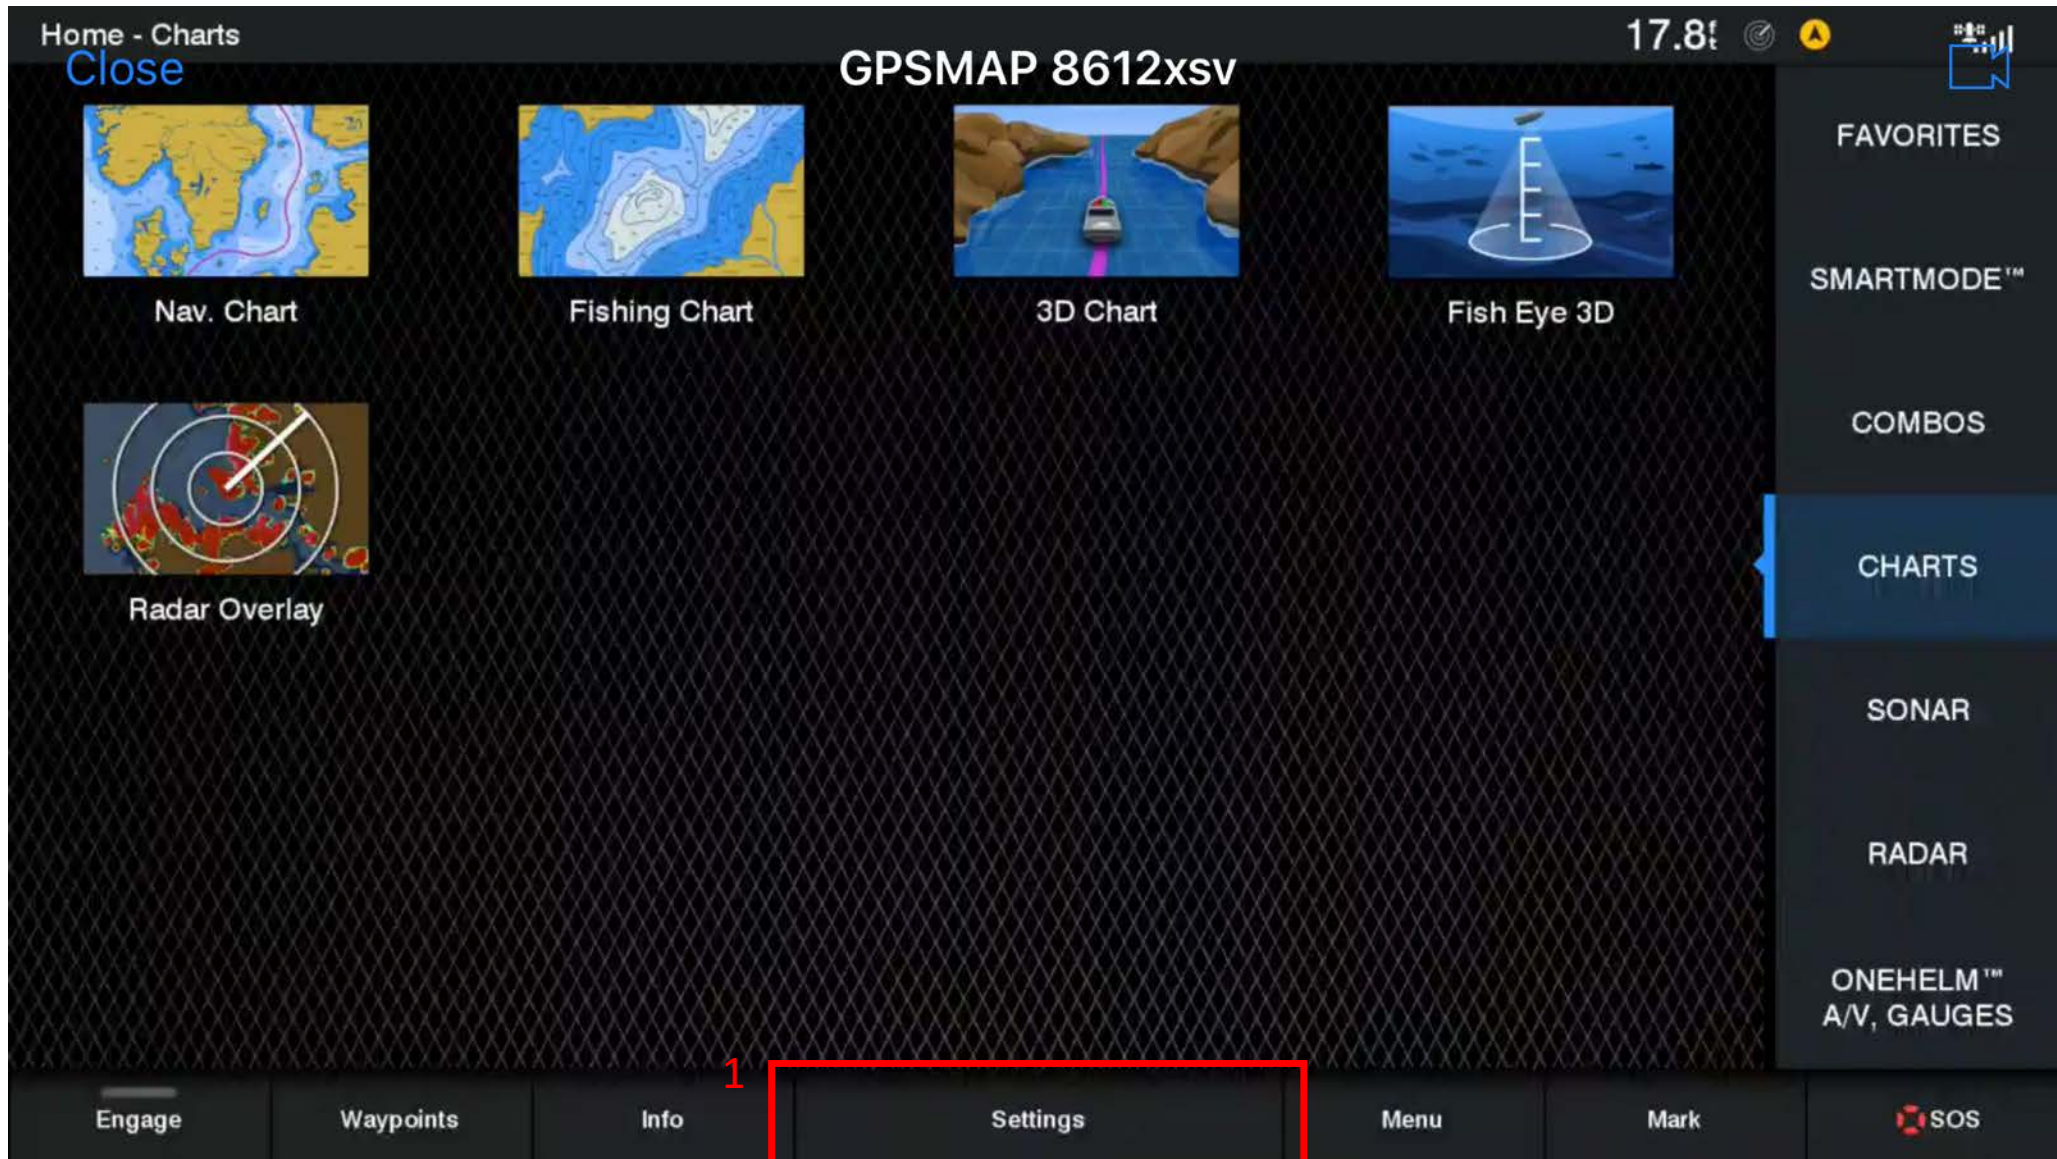 Home - Charts
17.8ft
Close
GPSMAP 8612xsv
Nav. Chart
Fishing Chart
3D Chart
Fish Eye 3D
Radar Overlay
FAVORITES
SMARTMODE™
COMBOS
CHARTS
SONAR
RADAR
ONEHELM™
A/V, GAUGES
1
Engage
Waypoints
Info
Settings
Menu
Mark
SOS